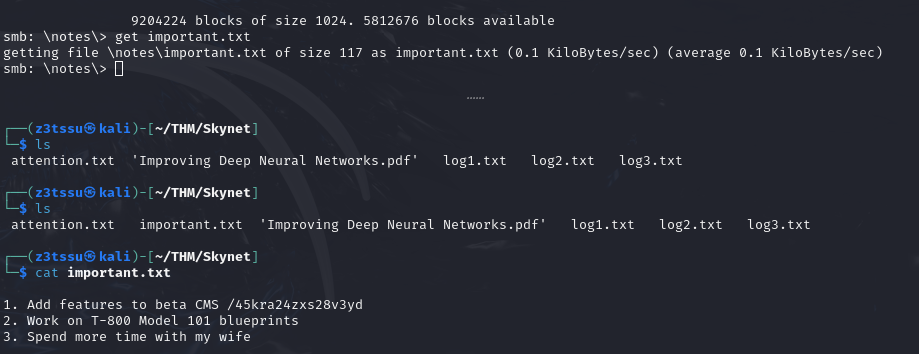 9204224 blocks of size 1024. 5812676 blocks available
smb: \notes\> get important.txt
getting file \notes\important.txt of size 117 as important.txt (0.1 KiloBytes/sec) (average 0.1 KiloBytes/sec)
smb: \notes\>
┌──(z3tssu㉿kali)-[~/THM/Skynet]
└─$ ls
attention.txt  'Improving Deep Neural Networks.pdf'   log1.txt   log2.txt   log3.txt
┌──(z3tssu㉿kali)-[~/THM/Skynet]
└─$ ls
attention.txt   important.txt  'Improving Deep Neural Networks.pdf'   log1.txt   log2.txt   log3.txt
┌──(z3tssu㉿kali)-[~/THM/Skynet]
└─$ cat important.txt
1. Add features to beta CMS /45kra24zxs28v3yd
2. Work on T-800 Model 101 blueprints
3. Spend more time with my wife